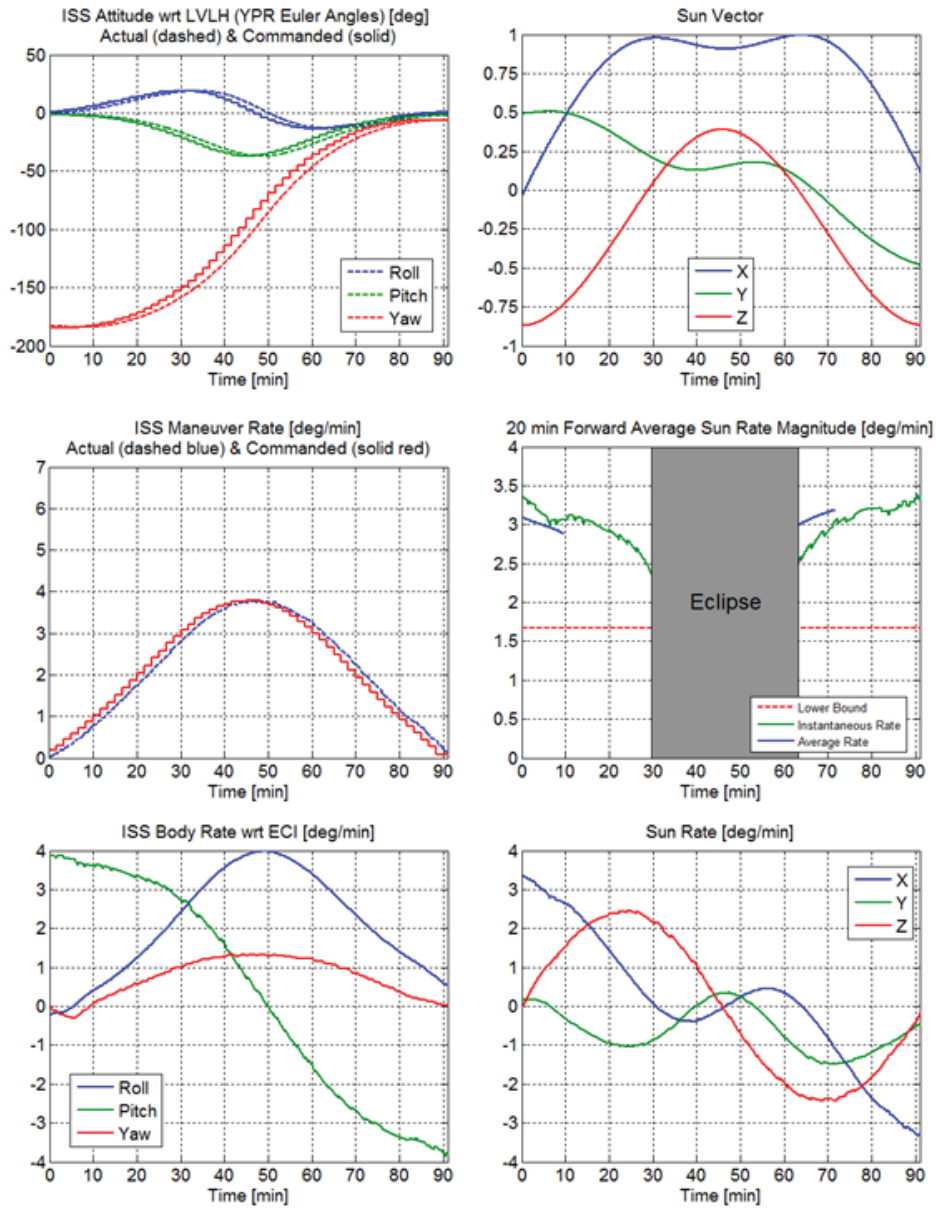 ISS Attitude wrt LVLH (YPR Euler Angles) [deg]
Actual (dashed) & Commanded (solid)
50
0
-50
-100
-150
-200
Roll
Pitch
Yaw
0 10 20 30 40 50 60 70 80 90
Time [min]
Sun Vector
1
0.75
0.5
0.25
0
-0.25
-0.5
-0.75
-1
X
Y
Z
0 10 20 30 40 50 60 70 80 90
Time [min]
ISS Maneuver Rate [deg/min]
Actual (dashed blue) & Commanded (solid red)
7
6
5
4
3
2
1
0
0 10 20 30 40 50 60 70 80 90
Time [min]
20 min Forward Average Sun Rate Magnitude [deg/min]
4
3.5
3
2.5
2
1.5
1
0.5
0
Eclipse
Lower Bound
Instantaneous Rate
Average Rate
0 10 20 30 40 50 60 70 80 90
Time [min]
ISS Body Rate wrt ECI [deg/min]
4
3
2
1
0
-1
-2
-3
-4
Roll
Pitch
Yaw
0 10 20 30 40 50 60 70 80 90
Time [min]
Sun Rate [deg/min]
4
3
2
1
0
-1
-2
-3
-4
X
Y
Z
0 10 20 30 40 50 60 70 80 90
Time [min]